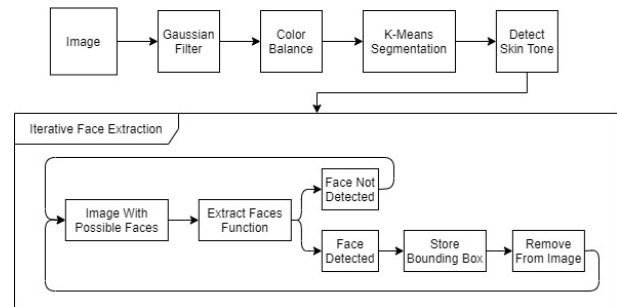 Image
Gaussian
Filter
Color
Balance
K-Means
Segmentation
Detect
Skin Tone
Iterative Face Extraction
Image With
Possible Faces
Extract Faces
Function
Face Not
Detected
Face
Detected
Store
Bounding Box
Remove
From Image